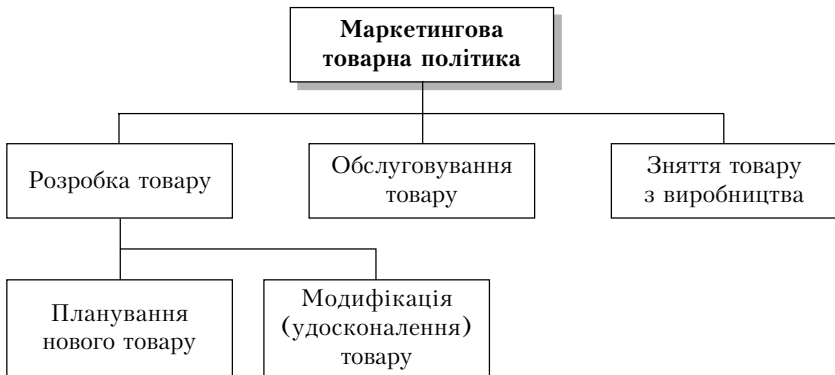 Маркетингова
товарна політика
Розробка товару
Обслуговування
товару
Зняття товару
з виробництва
Планування
нового товару
Модифікація
(удосконалення)
товару